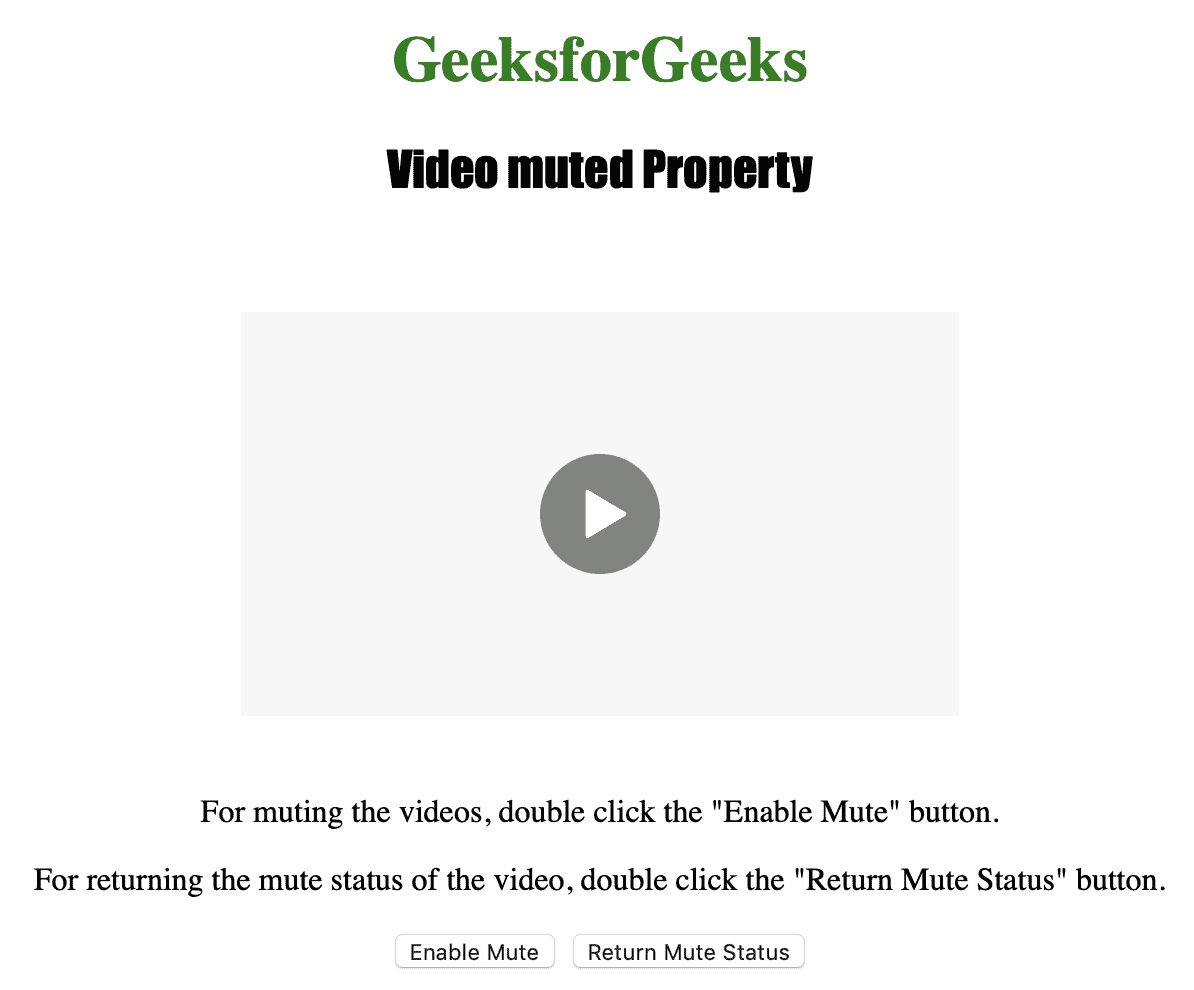 GeeksforGeeks
Video muted Property
For muting the videos, double click the "Enable Mute" button.
For returning the mute status of the video, double click the "Return Mute Status" button.
Enable Mute Return Mute Status